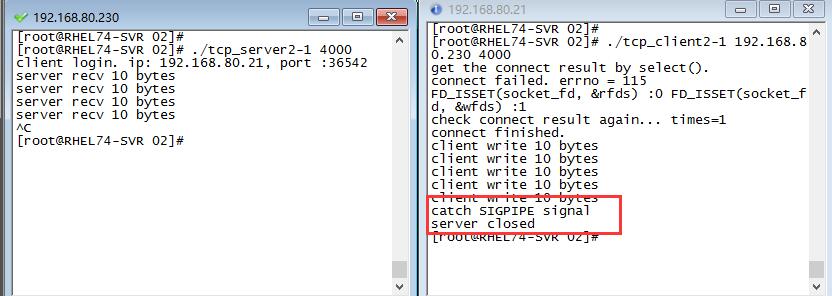 192.168.80.230
[root@RHEL74-SVR 02]#
[root@RHEL74-SVR 02]# ./tcp_server2-1 4000
client login. ip: 192.168.80.21, port :36542
server recv 10 bytes
server recv 10 bytes
server recv 10 bytes
server recv 10 bytes
^C
[root@RHEL74-SVR 02]#
192.168.80.21
[root@RHEL74-SVR 02]#
[root@RHEL74-SVR 02]# ./tcp_client2-1 192.168.8
0.230 4000
get the connect result by select().
connect failed. errno = 115
FD_ISSET(socket_fd, &rfds) :0 FD_ISSET(socket_f
d, &wfds) :1
check connect result again... times=1
connect finished.
client write 10 bytes
client write 10 bytes
client write 10 bytes
client write 10 bytes
client write 10 bytes
catch SIGPIPE signal
server closed
[root@RHEL74-SVR 02]#